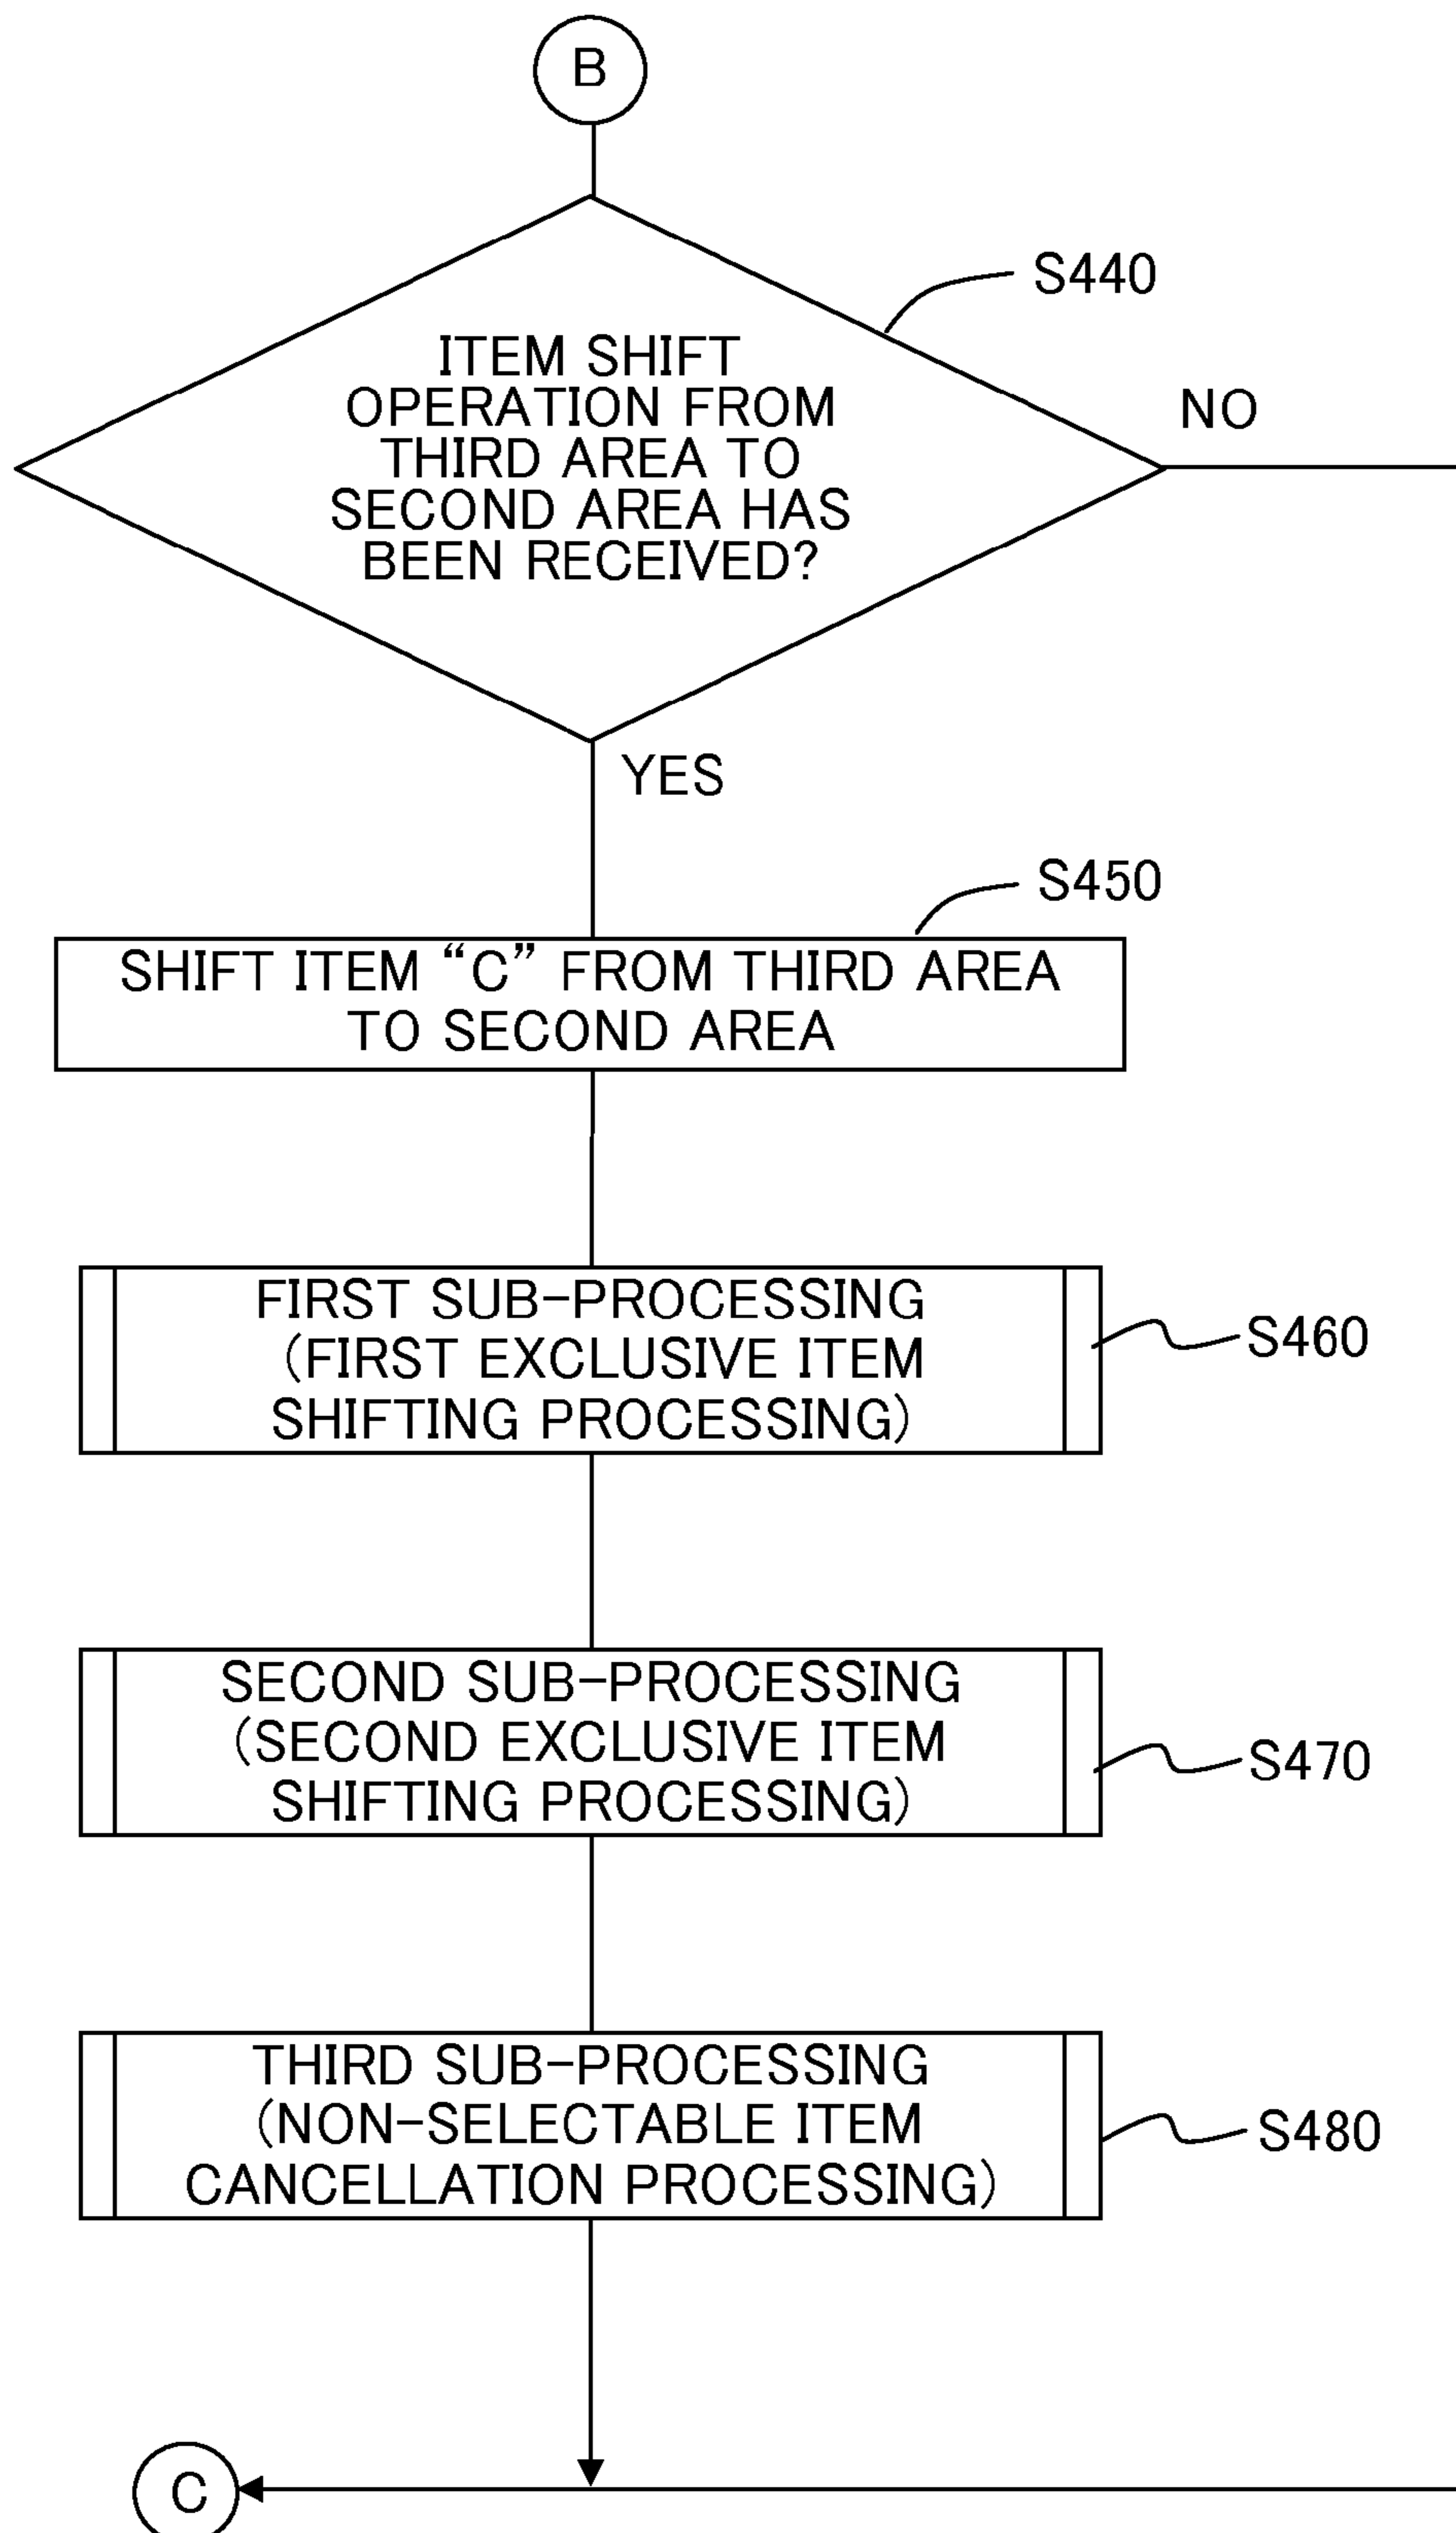 B
S440
ITEM SHIFT
OPERATION FROM
THIRD AREA TO
SECOND AREA HAS
BEEN RECEIVED?
NO
YES
S450
SHIFT ITEM “C” FROM THIRD AREA
TO SECOND AREA
FIRST SUB-PROCESSING
(FIRST EXCLUSIVE ITEM
SHIFTING PROCESSING)
S460
SECOND SUB-PROCESSING
(SECOND EXCLUSIVE ITEM
SHIFTING PROCESSING)
S470
THIRD SUB-PROCESSING
(NON-SELECTABLE ITEM
CANCELLATION PROCESSING)
S480
C